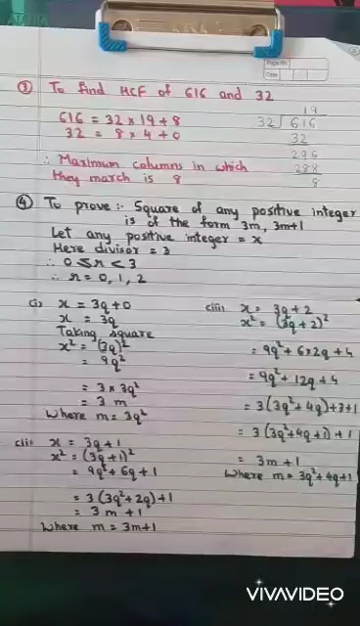 Page No.
Date
③ To find HCF of 616 and 32
616 = 32 × 19 + 8
32 = 8 × 4 + 0
∴ Maximum columns in which
they march is 8
19
32 ) 616
32
296
288
8
④ To prove :- Square of any positive integer
is of the form 3m, 3m+1
Let any positive integer = x
Here divisor = 3
∴ 0 ≤ r < 3
∴ r = 0, 1, 2
(i) x = 3q + 0
x = 3q
Taking square
x² = (3q)²
= 9q²
= 3 × 3q²
= 3 m
Where m = 3q²
(ii) x = 3q + 1
x² = (3q+1)²
= 9q² + 6q + 1
= 3 (3q² + 2q) + 1
= 3 m + 1
Where m = 3m+1
(iii) x = 3q + 2
x² = (3q + 2)²
= 9q² + 6×2q + 4
= 9q² + 12q + 4
= 3 (3q² + 4q) + 3 + 1
= 3 (3q² + 4q + 1) + 1
= 3m + 1
Where m = 3q² + 4q + 1
VIVAVIDEO